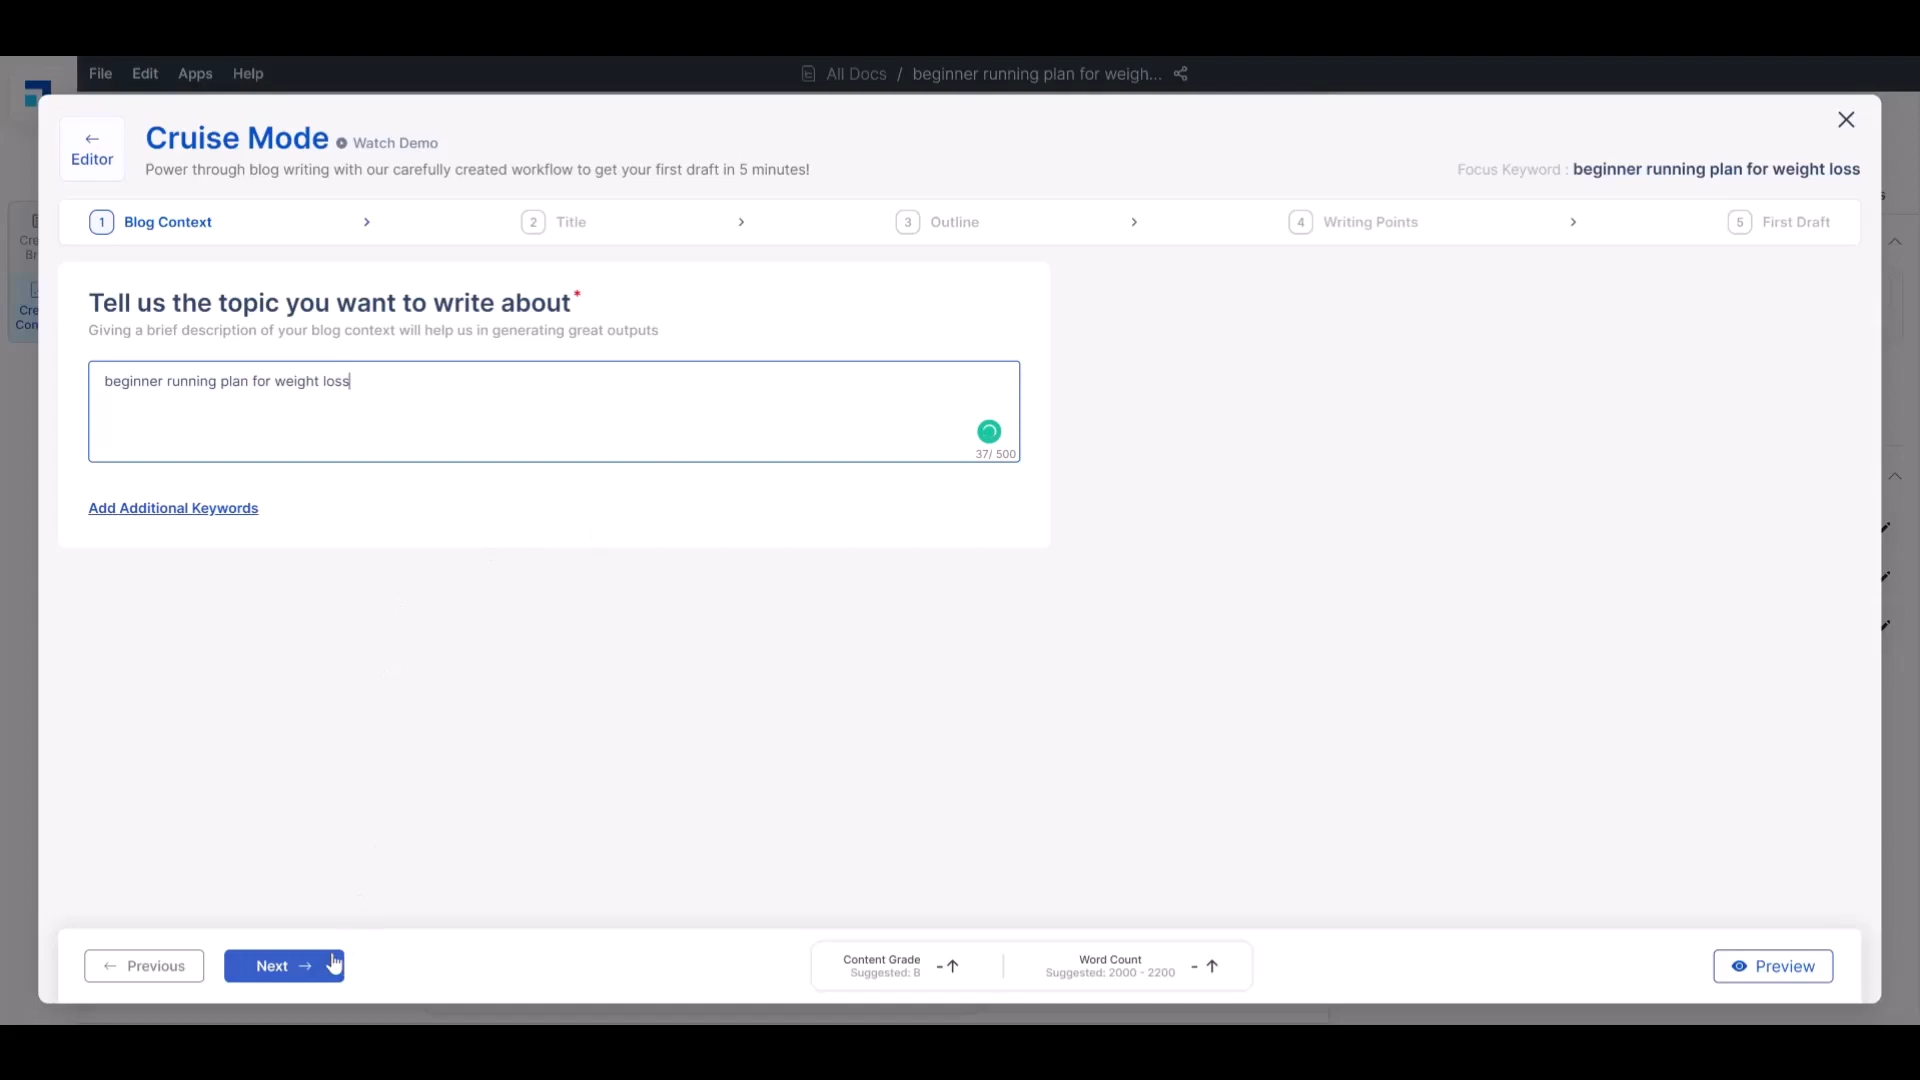 File Edit Apps Help
All Docs / beginner running plan for weigh...
← Editor
Cruise Mode Watch Demo
Power through blog writing with our carefully created workflow to get your first draft in 5 minutes!
Focus Keyword : beginner running plan for weight loss
1 Blog Context > 2 Title > 3 Outline > 4 Writing Points > 5 First Draft
Tell us the topic you want to write about*
Giving a brief description of your blog context will help us in generating great outputs
beginner running plan for weight loss
37/ 500
Add Additional Keywords
← Previous
Next →
Content Grade
Suggested: B
- ↑
Word Count
Suggested: 2000 - 2200
- ↑
Preview